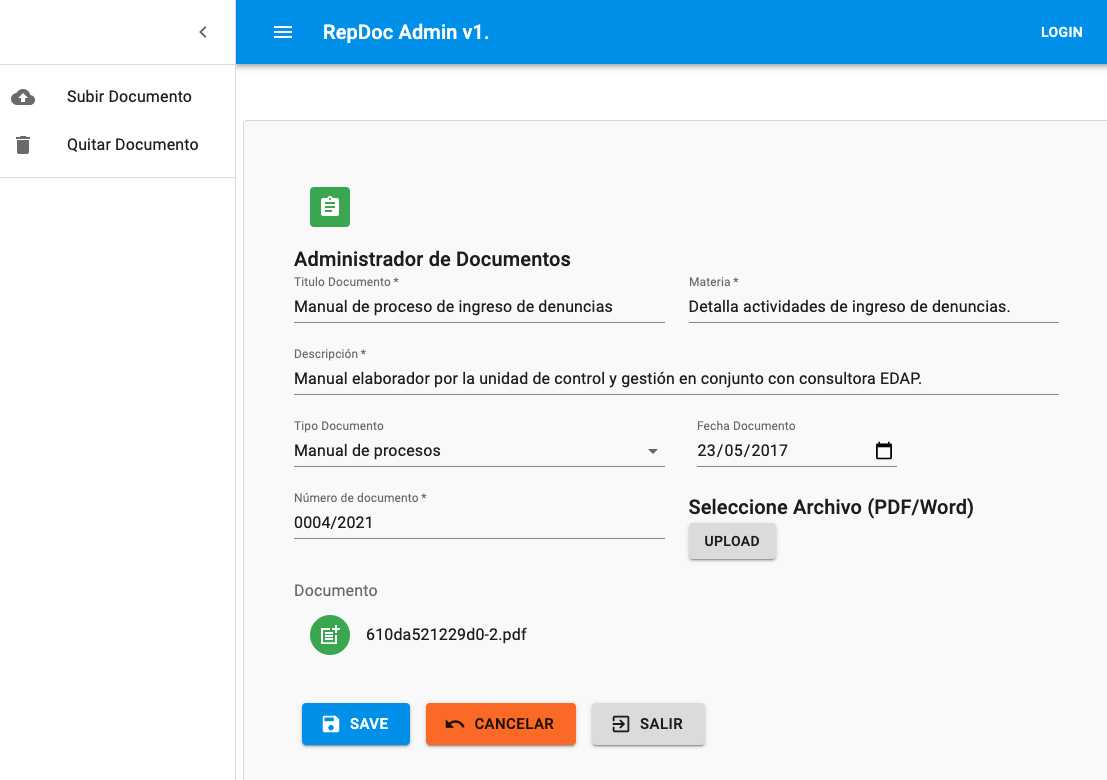 RepDoc Admin v1.
LOGIN
Subir Documento
Quitar Documento
Administrador de Documentos
Titulo Documento *
Manual de proceso de ingreso de denuncias
Materia *
Detalla actividades de ingreso de denuncias.
Descripción *
Manual elaborador por la unidad de control y gestión en conjunto con consultora EDAP.
Tipo Documento
Manual de procesos
Fecha Documento
23/05/2017
Número de documento *
0004/2021
Seleccione Archivo (PDF/Word)
UPLOAD
Documento
610da521229d0-2.pdf
SAVE
CANCELAR
SALIR